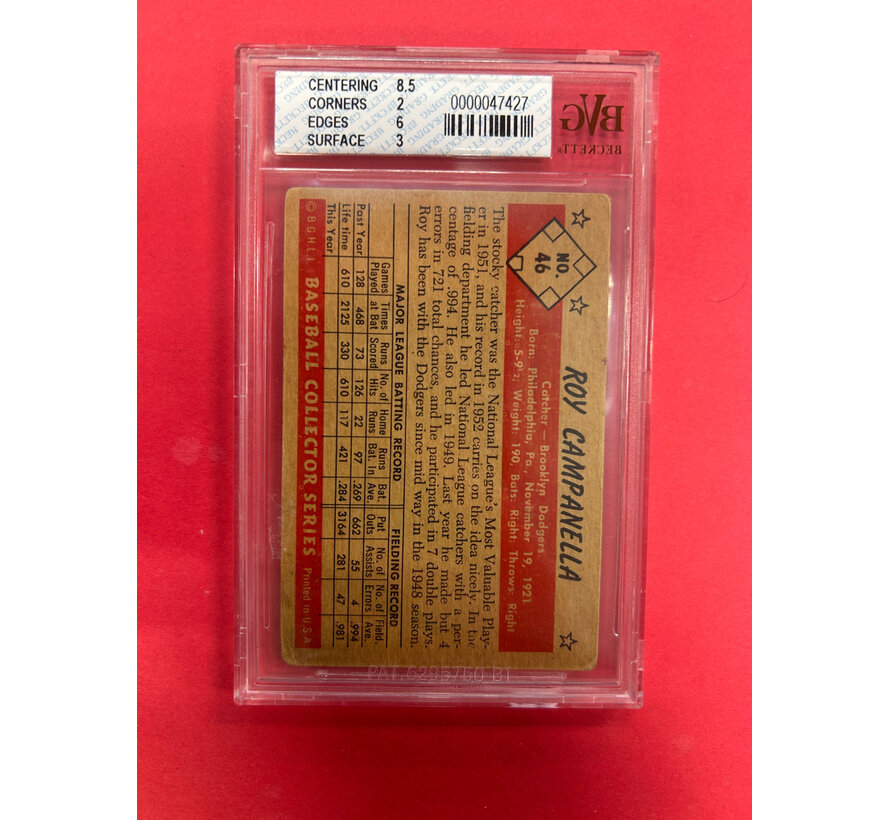 CENTERING 8.5
CORNERS 2
EDGES 6
SURFACE 3
0000047427
BVG
BECKETT
NO.
46
ROY CAMPANELLA
Catcher — Brooklyn Dodgers
Born: Philadelphia, Pa., November 19, 1921
Height: 5-9½; Weight: 190, Bats: Right: Throws: Right
The stocky catcher was the National League's Most Valuable Play-
er in 1951, and his record in 1952 carries on the idea nicely. In the
fielding department he led National League catchers with a per-
centage of .994. He also led in 1949. Last year he made but 4
errors in 721 total chances, and he participated in 7 double plays.
Roy has been with the Dodgers since mid way in the 1948 season.
MAJOR LEAGUE BATTING RECORD FIELDING RECORD
Games Played Times at Bat Runs Scored No. of Hits Home Runs Runs Bat. In Bat. Ave. Put Outs No. of Assists No. of Errors Field. Ave.
Past Year 128 468 73 126 22 97 .269 662 55 4 .994
Life time 610 2125 330 610 117 421 .284 3164 281 47 .981
This Year
© B.G.H.L.I. BASEBALL COLLECTOR SERIES Printed in U.S.A.
PAT.6295750 B1